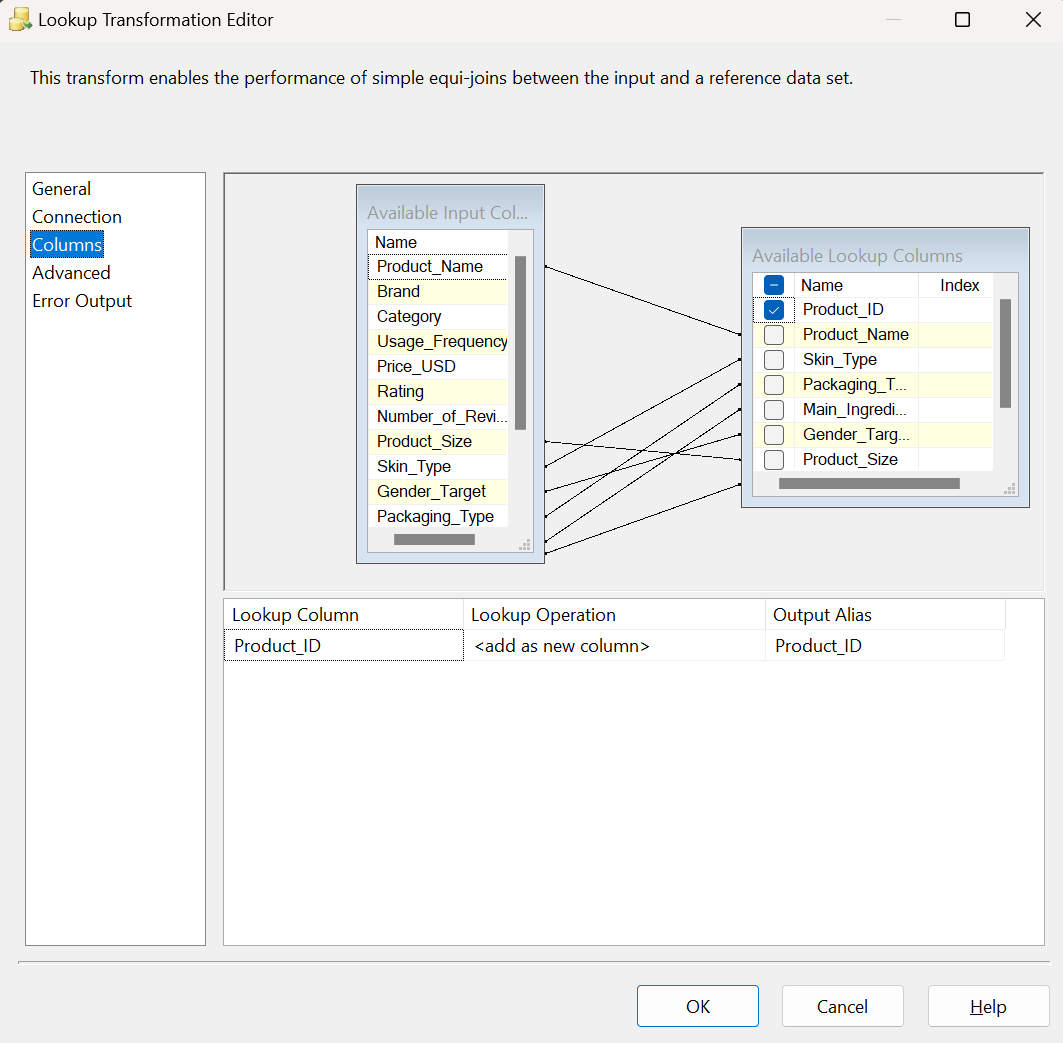 Lookup Transformation Editor
This transform enables the performance of simple equi-joins between the input and a reference data set.
General
Connection
Columns
Advanced
Error Output
Available Input Col...
Name
Product_Name
Brand
Category
Usage_Frequency
Price_USD
Rating
Number_of_Revi...
Product_Size
Skin_Type
Gender_Target
Packaging_Type
Available Lookup Columns
Name Index
Product_ID
Product_Name
Skin_Type
Packaging_T...
Main_Ingredi...
Gender_Targ...
Product_Size
Lookup Column Lookup Operation Output Alias
Product_ID <add as new column> Product_ID
OK Cancel Help